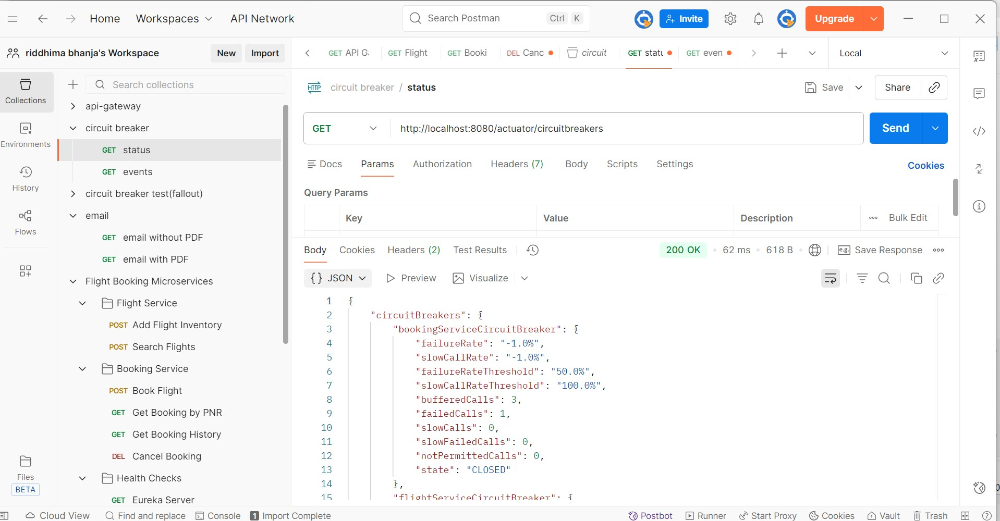 Home Workspaces API Network Search Postman Ctrl K Invite Upgrade
riddhima bhanja's Workspace New Import
GET API G GET Flight GET Booki DEL Canc circuit GET statu GET even Local
Collections
Environments
History
Flows
Files
BETA
Search collections
api-gateway
circuit breaker
GET status
GET events
circuit breaker test(fallout)
email
GET email without PDF
GET email with PDF
Flight Booking Microservices
Flight Service
POST Add Flight Inventory
POST Search Flights
Booking Service
POST Book Flight
GET Get Booking by PNR
GET Get Booking History
DEL Cancel Booking
Health Checks
GET Eureka Server
HTTP circuit breaker / status Save Share
GET http://localhost:8080/actuator/circuitbreakers Send
Docs Params Authorization Headers (7) Body Scripts Settings Cookies
Query Params
Key Value Description Bulk Edit
Body Cookies Headers (2) Test Results 200 OK • 62 ms • 618 B • e.g. Save Response
{} JSON Preview Visualize
1 {
2 "circuitBreakers": {
3 "bookingServiceCircuitBreaker": {
4 "failureRate": "-1.0%",
5 "slowCallRate": "-1.0%",
6 "failureRateThreshold": "50.0%",
7 "slowCallRateThreshold": "100.0%",
8 "bufferedCalls": 3,
9 "failedCalls": 1,
10 "slowCalls": 0,
11 "slowFailedCalls": 0,
12 "notPermittedCalls": 0,
13 "state": "CLOSED"
14 },
15 "flightServiceCircuitBreaker": {
Cloud View Find and replace Console 1 Import Complete Postbot Runner Start Proxy Cookies Vault Trash